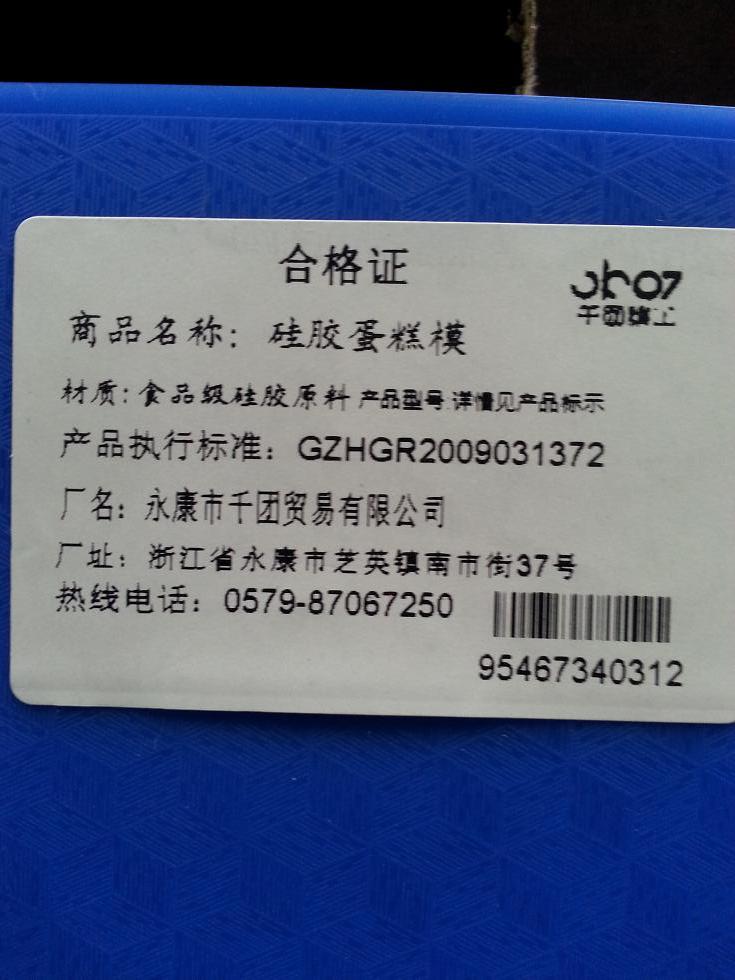 合格证
商品名称：硅胶蛋糕模
材质：食品级硅胶原料 产品型号:详情见产品标示
产品执行标准：GZHGR2009031372
厂名：永康市千团贸易有限公司
厂址：浙江省永康市芝英镇南市街37号
热线电话：0579-87067250
95467340312